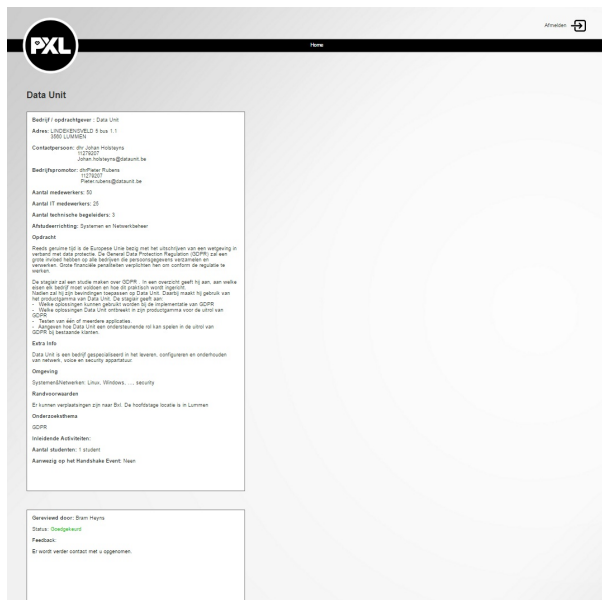 Afmelden
PXL
Home
Data Unit
Bedrijf / opdrachtgever : Data Unit
Adres: LINDEKENSVELD 5 bus 1.1
3560 LUMMEN
Contactpersoon: dhr Johan Holsteyns
11279207
Johan.holsteyns@dataunit.be
Bedrijfspromotor: dhrPieter Rubens
11279207
Pieter.rubens@dataunit.be
Aantal medewerkers: 50
Aantal IT medewerkers: 25
Aantal technische begeleiders: 3
Afstudeerrichting: Systemen en Netwerkbeheer
Opdracht
Reeds geruime tijd is de Europese Unie bezig met het uitschrijven van een wetgeving in
verband met data protectie. De General Data Protection Regulation (GDPR) zal een
grote invloed hebben op alle bedrijven die persoonsgegevens verzamelen en
verwerken. Grote financiële penaliteiten verplichten hen om conform de regulatie te
werken.
De stagiair zal een studie maken over GDPR . In een overzicht geeft hij aan, aan welke
eisen elk bedrijf moet voldoen en hoe dit praktisch wordt ingericht.
Nadien zal hij zijn bevindingen toepassen op Data Unit. Daarbij maakt hij gebruik van
het productgamma van Data Unit. De stagiair geeft aan:
- Welke oplossingen kunnen gebruikt worden bij de implementatie van GDPR
- Welke oplossingen Data Unit ontbreekt in zijn productgamma voor de uitrol van
GDPR
- Testen van één of meerdere applicaties.
- Aangeven hoe Data Unit een ondersteunende rol kan spelen in de uitrol van
GDPR bij bestaande klanten.
Extra Info
Data Unit is een bedrijf gespecialiseerd in het leveren, configureren en onderhouden
van netwerk, voice en security appartatuur.
Omgeving
Systemen&Netwerken: Linux, Windows, ..., security
Randvoorwaarden
Er kunnen verplaatsingen zijn naar Bxl. De hoofdstage locatie is in Lummen
Onderzoeksthema
GDPR
Inleidende Activiteiten:
Aantal studenten: 1 student
Aanwezig op het Handshake Event: Neen
Gereviewd door: Bram Heyns
Status: Goedgekeurd
Feedback:
Er wordt verder contact met u opgenomen.